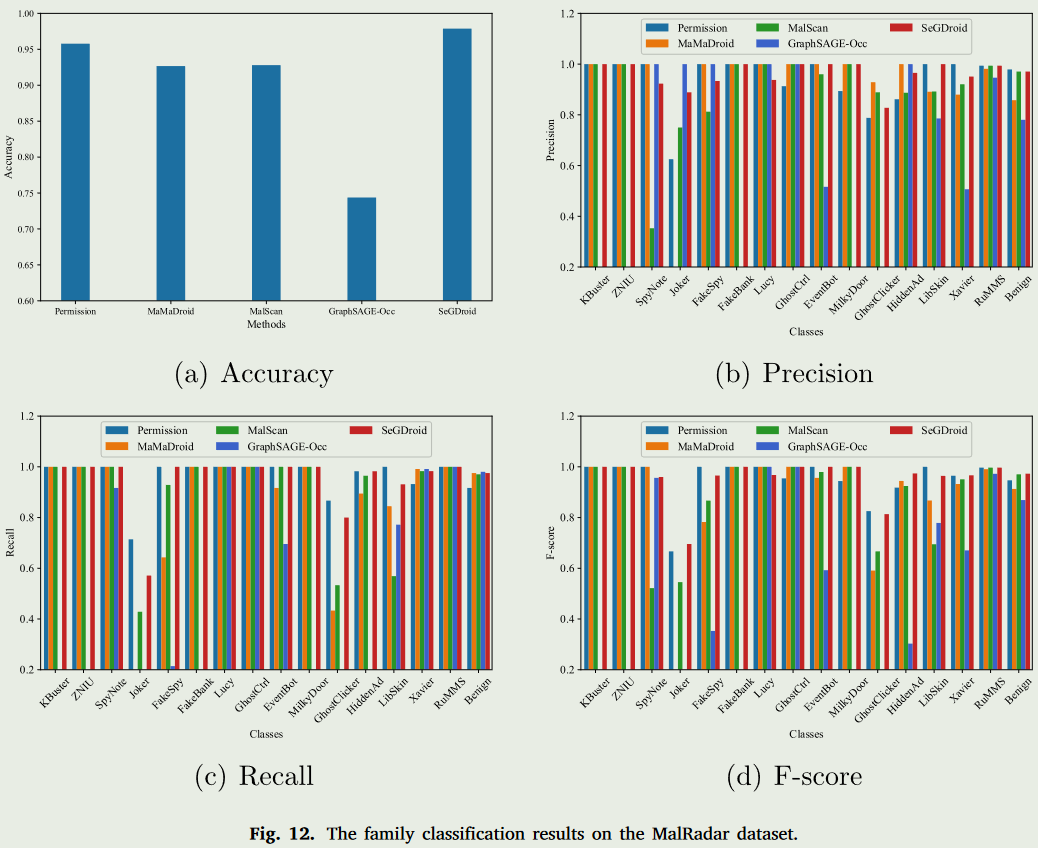 1.00
0.95
0.90
0.85
0.80
0.75
0.70
0.65
0.60
Accuracy
Permission MaMaDroid MalScan GraphSAGE-Occ SeGDroid
Methods
(a) Accuracy
1.2
1.0
0.8
0.6
0.4
0.2
Precision
Permission MalScan SeGDroid
MaMaDroid GraphSAGE-Occ
KBuster ZNIU SpyNote Joker FakeSpy FakeBank Lucy GhostCtrl EventBot MilkyDoor GhostClicker HiddenAd LibSkin Xavier RuMMS Benign
Classes
(b) Precision
1.2
1.0
0.8
0.6
0.4
0.2
Recall
Permission MalScan SeGDroid
MaMaDroid GraphSAGE-Occ
KBuster ZNIU SpyNote Joker FakeSpy FakeBank Lucy GhostCtrl EventBot MilkyDoor GhostClicker HiddenAd LibSkin Xavier RuMMS Benign
Classes
(c) Recall
1.2
1.0
0.8
0.6
0.4
0.2
F-score
Permission MalScan SeGDroid
MaMaDroid GraphSAGE-Occ
KBuster ZNIU SpyNote Joker FakeSpy FakeBank Lucy GhostCtrl EventBot MilkyDoor GhostClicker HiddenAd LibSkin Xavier RuMMS Benign
Classes
(d) F-score
Fig. 12. The family classification results on the MalRadar dataset.